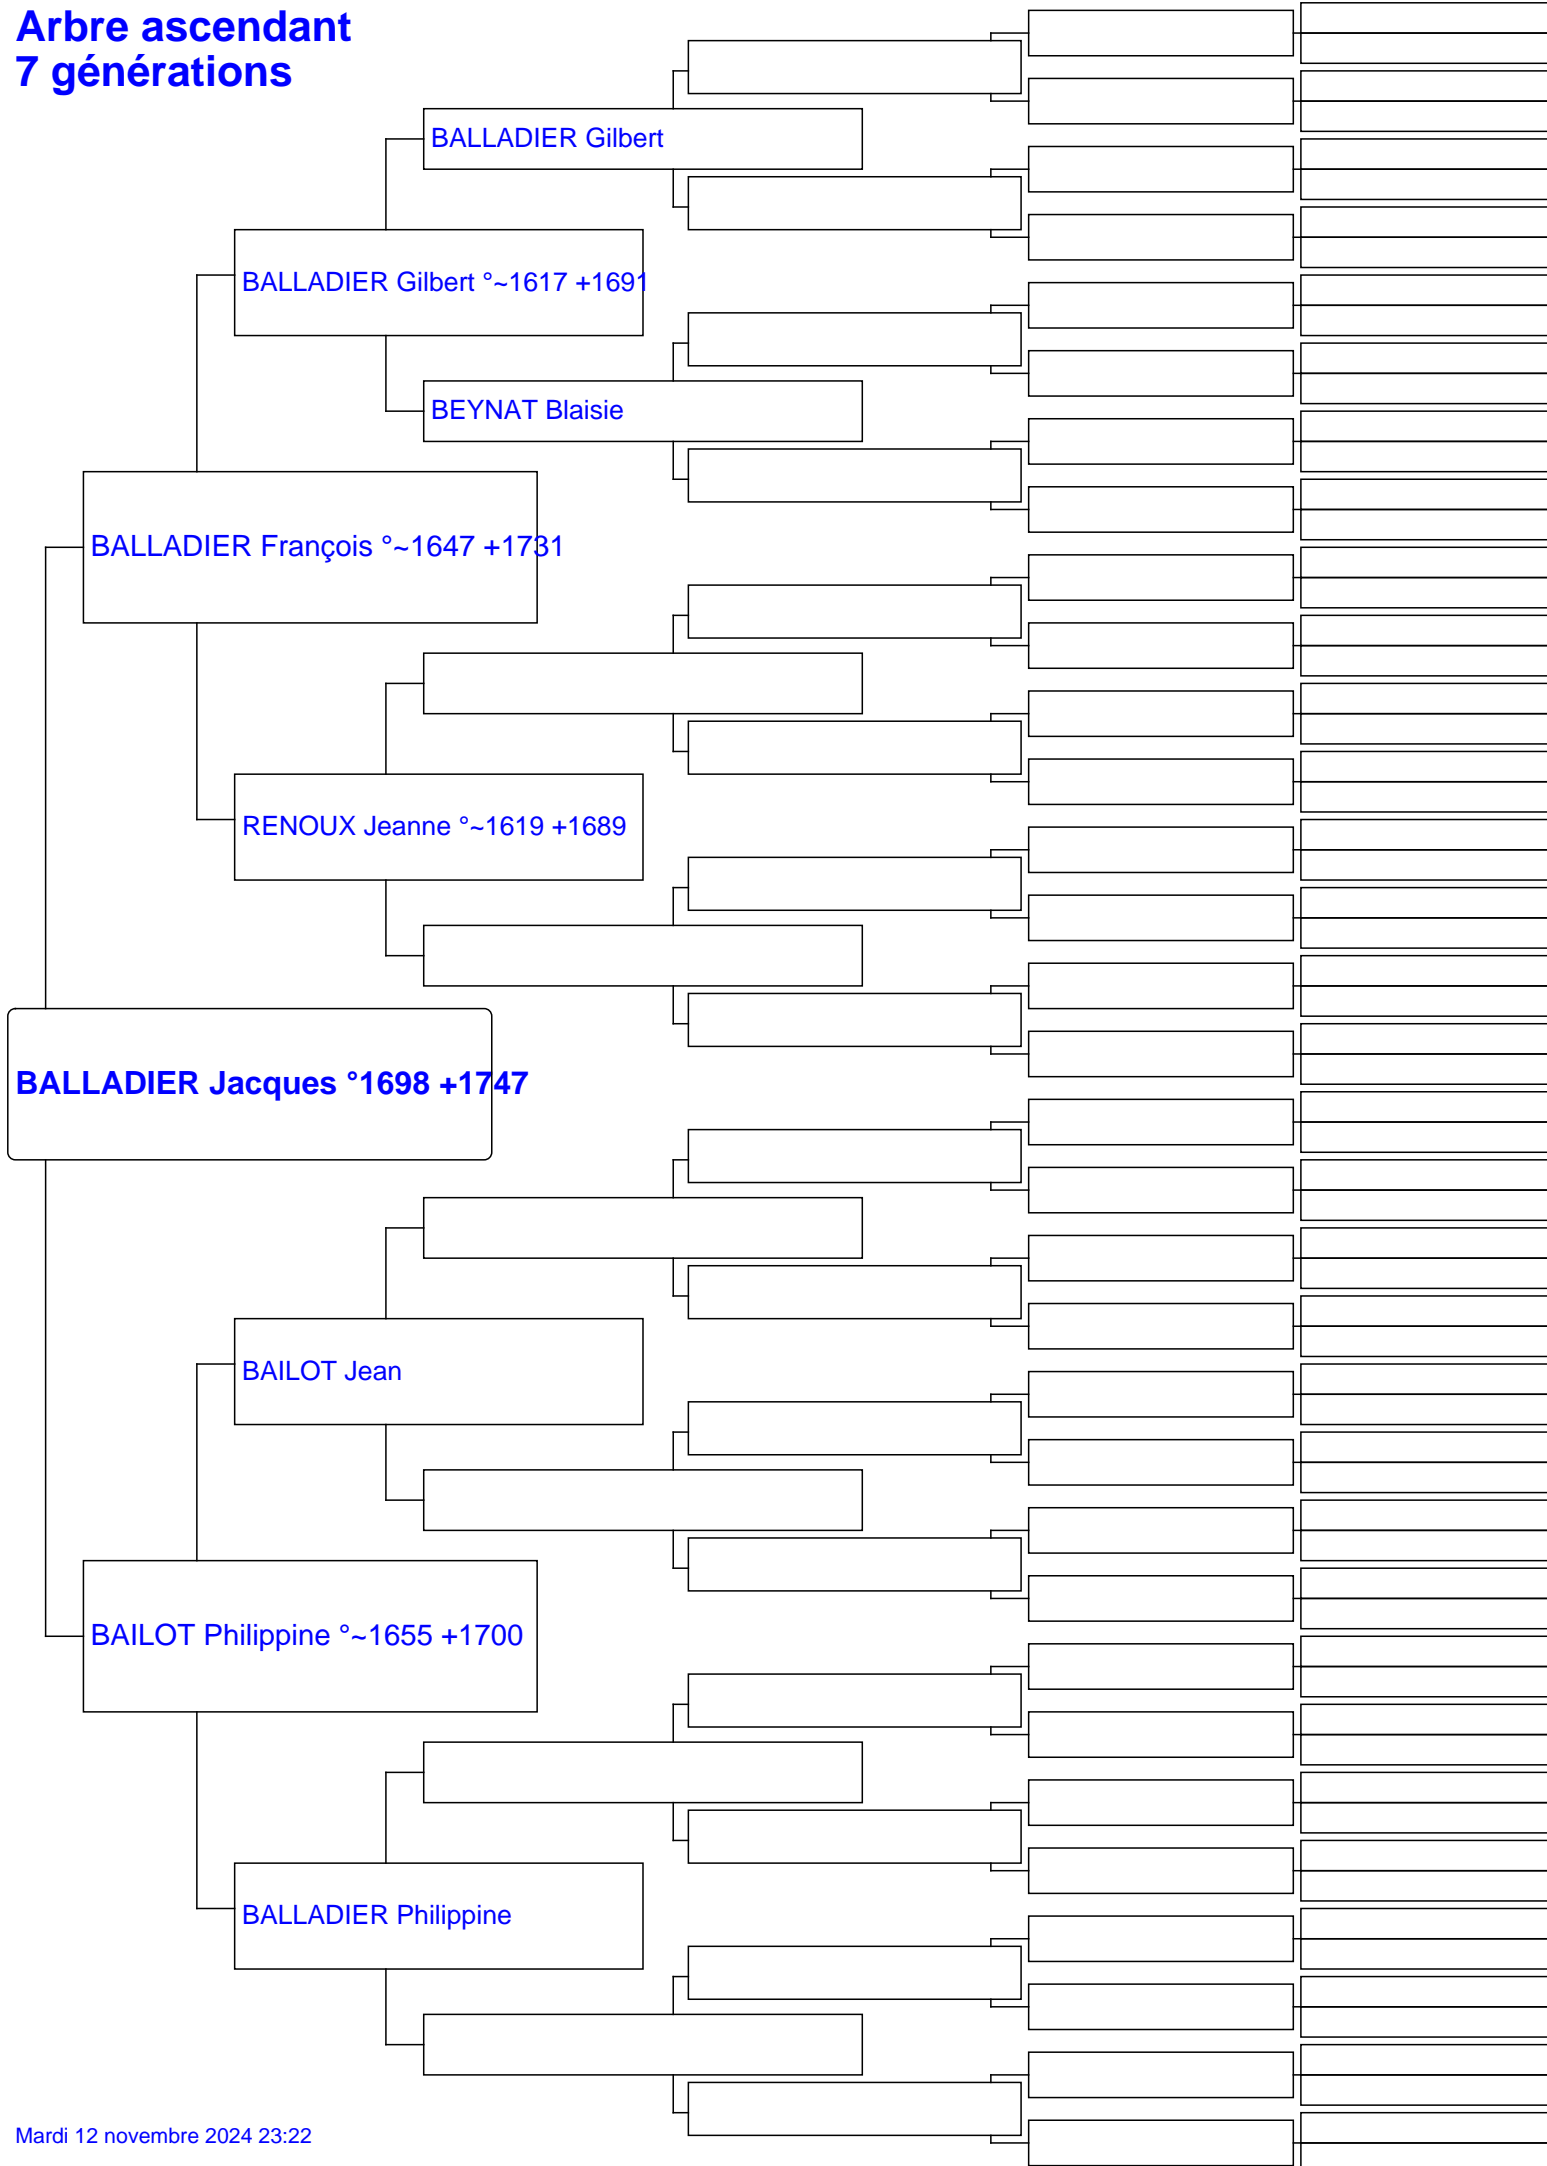 Arbre ascendant
7 générations
BALLADIER Gilbert
BALLADIER Gilbert °~1617 +1691
BEYNAT Blaisie
BALLADIER François °~1647 +1731
RENOUX Jeanne °~1619 +1689
BALLADIER Jacques °1698 +1747
BAILOT Jean
BAILOT Philippine °~1655 +1700
BALLADIER Philippine
Mardi 12 novembre 2024 23:22